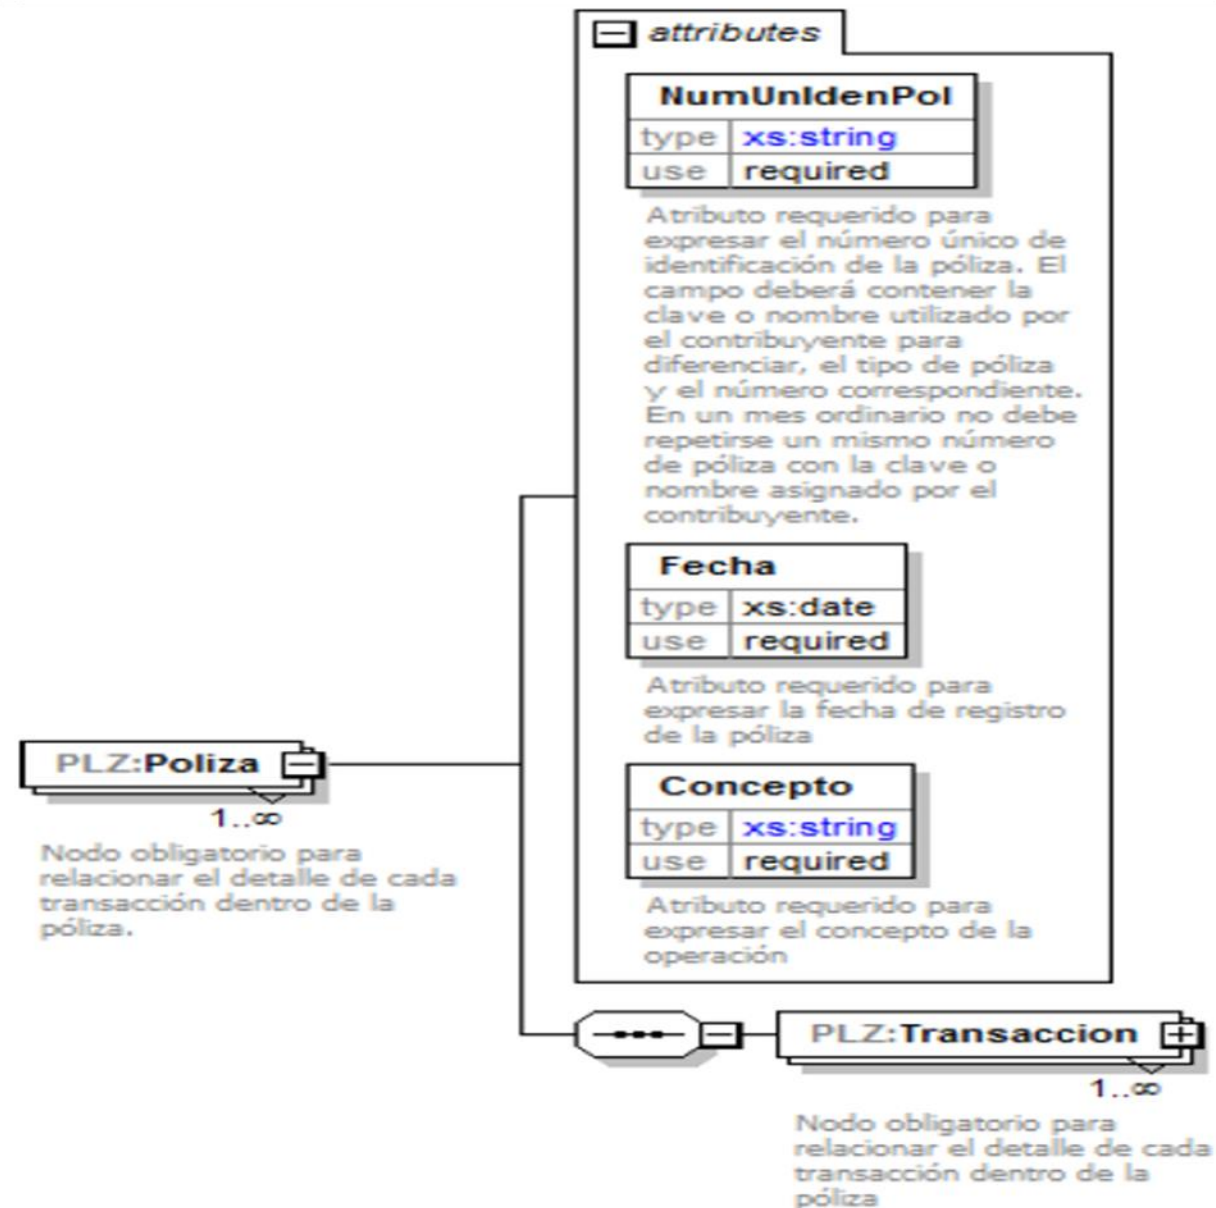 attributes
NumUnIdenPol
type xs:string
use required
Atributo requerido para
expresar el número único de
identificación de la póliza. El
campo deberá contener la
clave o nombre utilizado por
el contribuyente para
diferenciar, el tipo de póliza
y el número correspondiente.
En un mes ordinario no debe
repetirse un mismo número
de póliza con la clave o
nombre asignado por el
contribuyente.
Fecha
type xs:date
use required
Atributo requerido para
expresar la fecha de registro
de la póliza
PLZ:Poliza
1..∞
Nodo obligatorio para
relacionar el detalle de cada
transacción dentro de la
póliza.
Concepto
type xs:string
use required
Atributo requerido para
expresar el concepto de la
operación
PLZ:Transaccion
1..∞
Nodo obligatorio para
relacionar el detalle de cada
transacción dentro de la
póliza